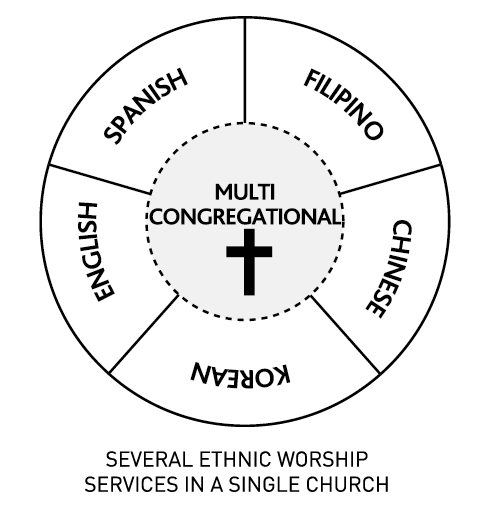 SPANISH
FILIPINO
MULTI
CONGREGATIONAL
ENGLISH
CHINESE
KOREAN
SEVERAL ETHNIC WORSHIP
SERVICES IN A SINGLE CHURCH